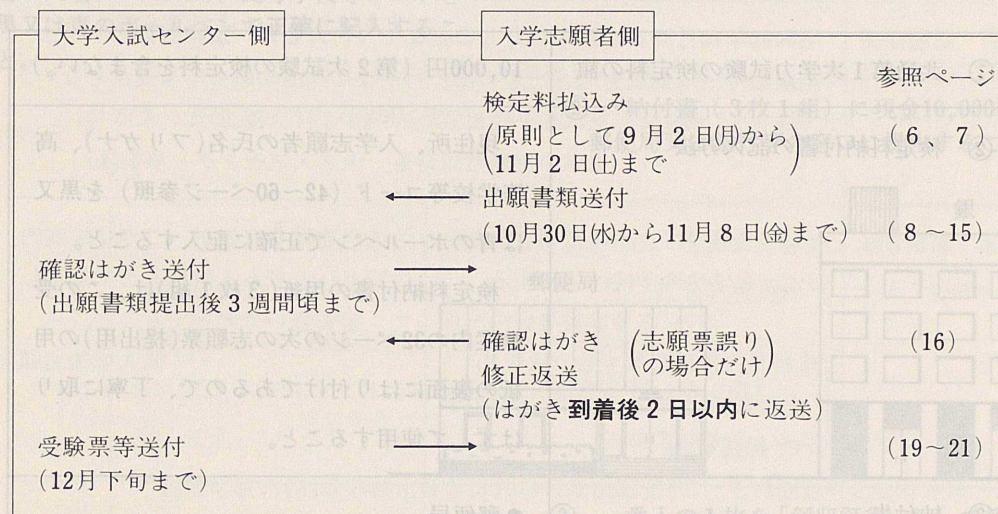 大学入試センター側
入学志願者側
参照ページ
検定料払込み
(原則として9月2日㈪から
11月2日㈯まで)
(6、7)
出願書類送付
(10月30日㈬から11月8日㈮まで)
(8~15)
確認はがき送付
(出願書類提出後3週間頃まで)
確認はがき
修正返送
(志願票誤り
の場合だけ)
(16)
(はがき到着後2日以内に返送)
受験票等送付
(12月下旬まで)
(19~21)